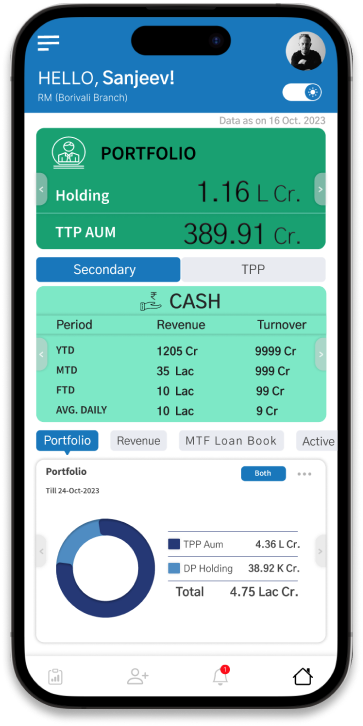 HELLO, Sanjeev!
RM (Borivali Branch)
Data as on 16 Oct. 2023
PORTFOLIO
Holding 1.16 L Cr.
TTP AUM 389.91 Cr.
Secondary TPP
₹ CASH
Period Revenue Turnover
YTD 1205 Cr 9999 Cr
MTD 35 Lac 999 Cr
FTD 10 Lac 99 Cr
AVG. DAILY 10 Lac 9 Cr
Portfolio Revenue MTF Loan Book Active
Portfolio Both
Till 24-Oct-2023
TPP Aum 4.36 L Cr.
DP Holding 38.92 K Cr.
Total 4.75 Lac Cr.
1